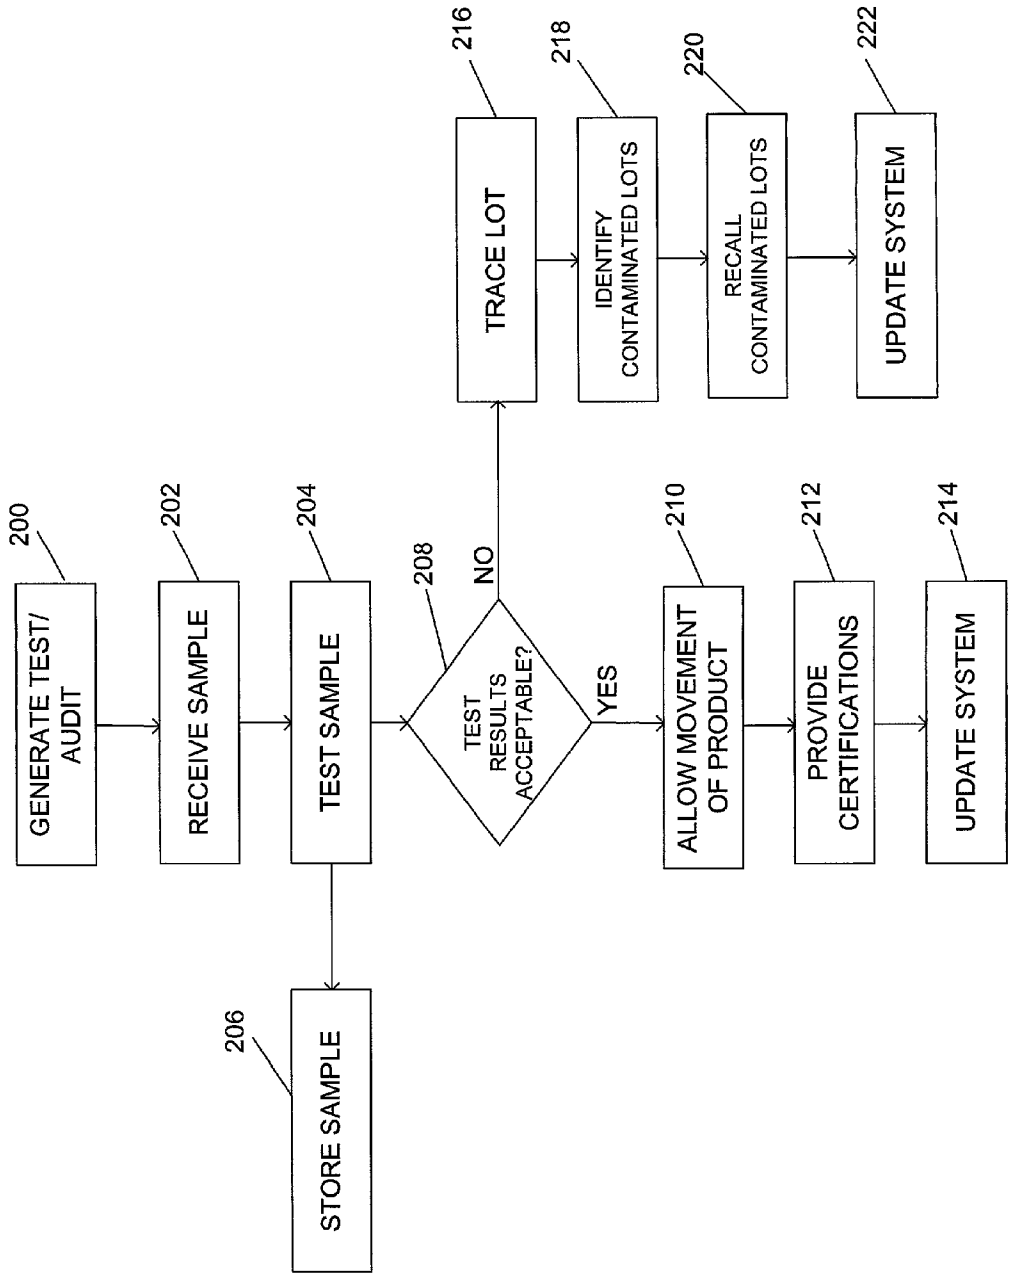 GENERATE TEST/
AUDIT
200
RECEIVE SAMPLE
202
TEST SAMPLE
204
STORE SAMPLE
206
TEST
RESULTS
ACCEPTABLE?
208
NO
YES
ALLOW MOVEMENT
OF PRODUCT
210
PROVIDE
CERTIFICATIONS
212
UPDATE SYSTEM
214
TRACE LOT
216
IDENTIFY
CONTAMINATED LOTS
218
RECALL
CONTAMINATED LOTS
220
UPDATE SYSTEM
222